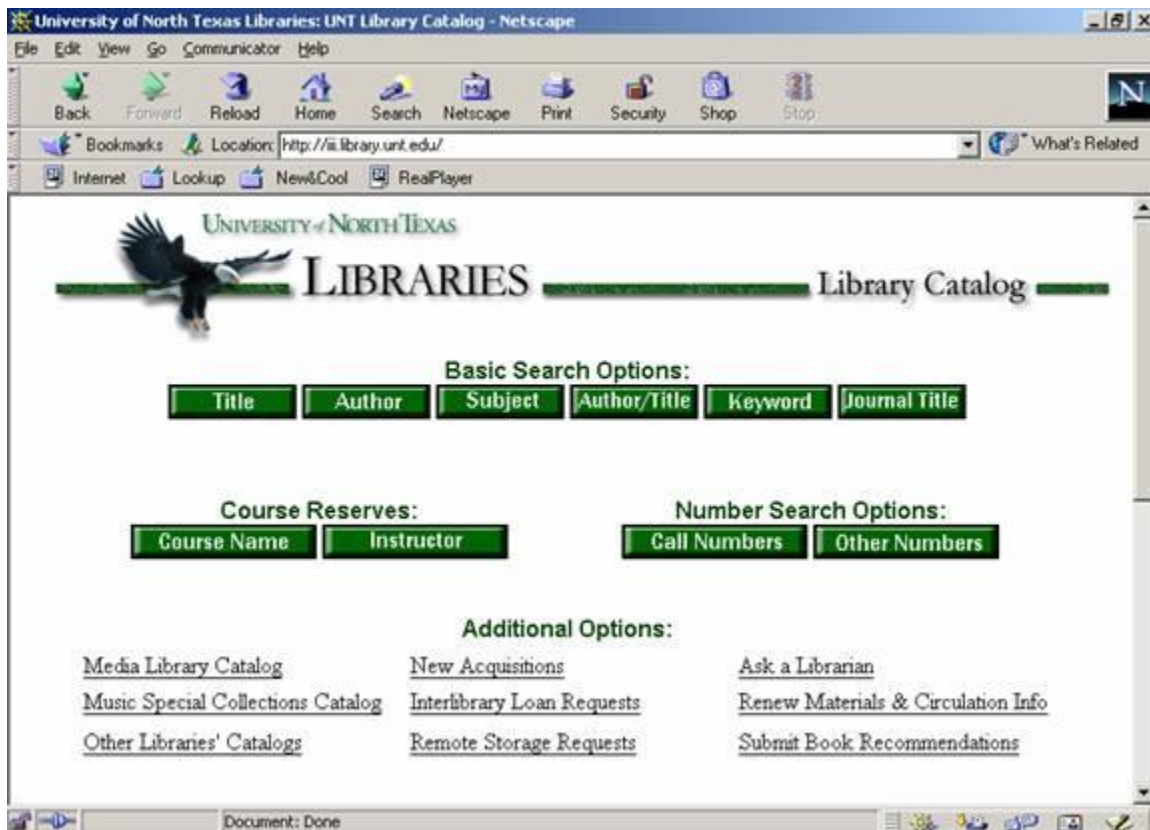 University of North Texas Libraries: UNT Library Catalog - Netscape
File Edit View Go Communicator Help
Back Forward Reload Home Search Netscape Print Security Shop Stop
N
Bookmarks Location: http://iii.library.unt.edu/ What's Related
Internet Lookup New&Cool RealPlayer
UNIVERSITY of NORTH TEXAS
LIBRARIES Library Catalog
Basic Search Options:
Title Author Subject Author/Title Keyword Journal Title
Course Reserves: Number Search Options:
Course Name Instructor Call Numbers Other Numbers
Additional Options:
Media Library Catalog New Acquisitions Ask a Librarian
Music Special Collections Catalog Interlibrary Loan Requests Renew Materials & Circulation Info
Other Libraries' Catalogs Remote Storage Requests Submit Book Recommendations
Document: Done